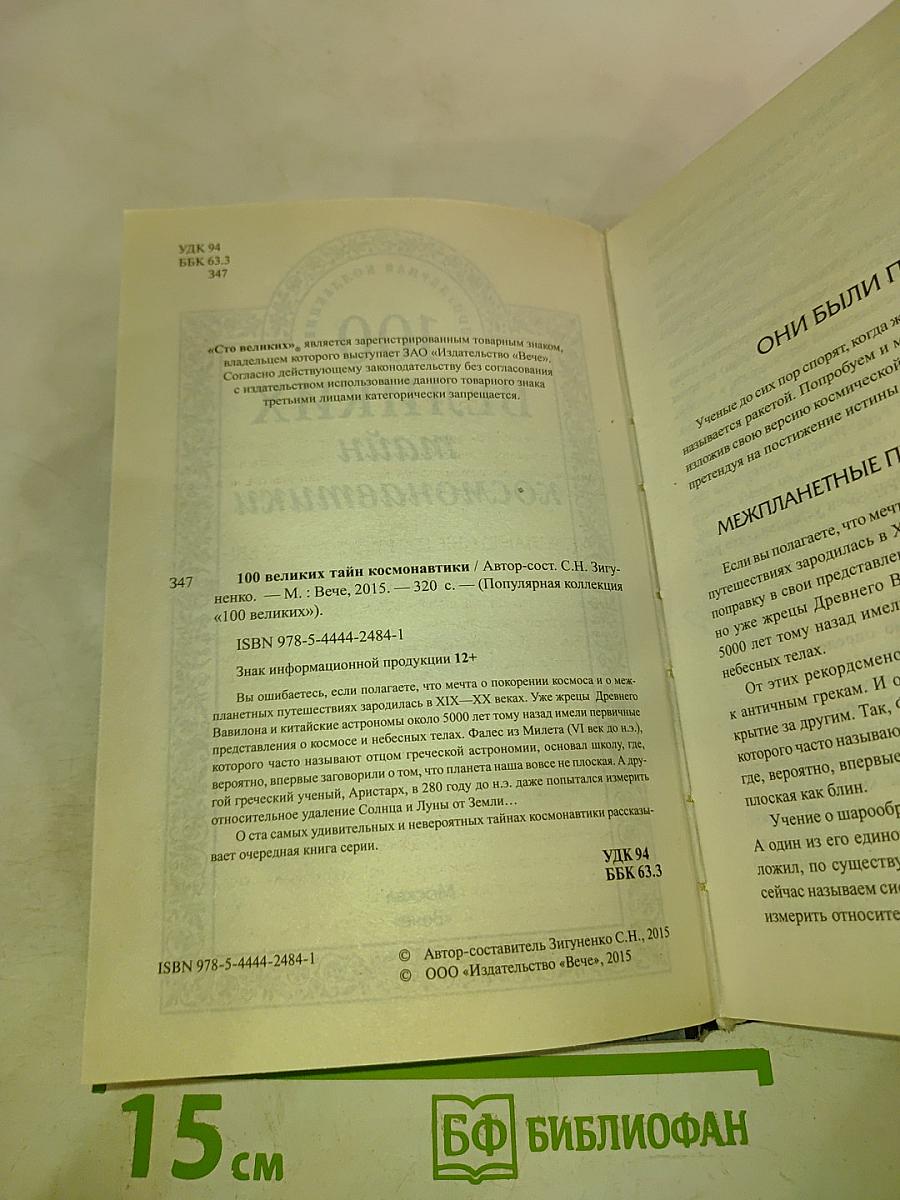 УДК 94
ББК 63.3
347
«Сто великих»® является зарегистрированным товарным знаком,
владельцем которого выступает ЗАО «Издательство «Вече».
Согласно действующему законодательству без согласования
с издательством использование данного товарного знака
третьими лицами категорически запрещается.
347
100 великих тайн космонавтики / Автор-сост. С.Н. Зигу-
ненко. — М. : Вече, 2015. — 320 с. — (Популярная коллекция
«100 великих»).
ISBN 978-5-4444-2484-1
Знак информационной продукции 12+
Вы ошибаетесь, если полагаете, что мечта о покорении космоса и о меж-
планетных путешествиях зародилась в XIX—XX веках. Уже жрецы Древнего
Вавилона и китайские астрономы около 5000 лет тому назад имели первичные
представления о космосе и небесных телах. Фалес из Милета (VI век до н.э.),
которого часто называют отцом греческой астрономии, основал школу, где,
вероятно, впервые заговорили о том, что планета наша вовсе не плоская. А дру-
гой греческий ученый, Аристарх, в 280 году до н.э. даже попытался измерить
относительное удаление Солнца и Луны от Земли…
О ста самых удивительных и невероятных тайнах космонавтики рассказы-
вает очередная книга серии.
УДК 94
ББК 63.3
ISBN 978-5-4444-2484-1
© Автор-составитель Зигуненко С.Н., 2015
© ООО «Издательство «Вече», 2015
ОНИ БЫЛИ П
Ученые до сих пор спорят, когда ж
называется ракетой. Попробуем и м
изложив свою версию космической
претендуя на постижение истины
МЕЖПЛАНЕТНЫЕ П
Если вы полагаете, что мечт
путешествиях зародилась в X
поправку в свои представлен
но уже жрецы Древнего В
5000 лет тому назад имел
небесных телах.
От этих рекордсмено
к античным грекам. И о
крытие за другим. Так, Ф
которого часто называю
где, вероятно, впервые
плоская как блин.
Учение о шарообр
А один из его едино
ложил, по существу
сейчас называем сис
измерить относите
15 см
БФ БИБЛИОФАН